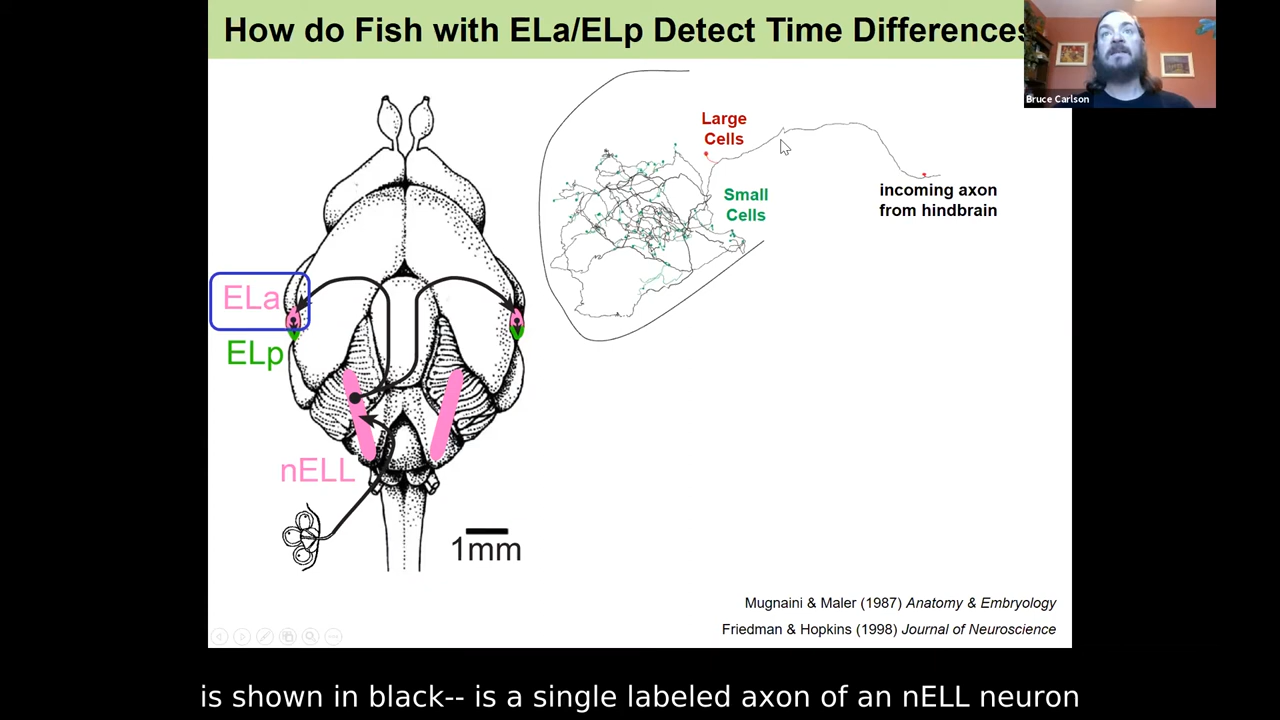 How do Fish with ELa/ELp Detect Time Differences
Bruce Carlson
Large
Cells
Small
Cells
incoming axon
from hindbrain
ELa
ELp
nELL
1mm
Mugnaini & Maler (1987) Anatomy & Embryology
Friedman & Hopkins (1998) Journal of Neuroscience
is shown in black-- is a single labeled axon of an nELL neuron